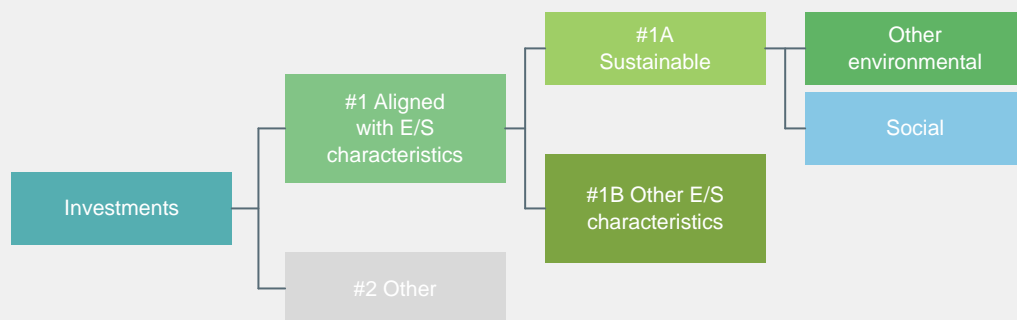 #1A
Sustainable
Other
environmental
#1 Aligned
with E/S
characteristics
Social
Investments
#1B Other E/S
characteristics
#2 Other